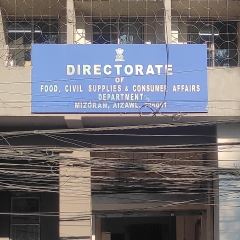 DIRECTORATE
OF
FOOD, CIVIL SUPPLIES & CONSUMER AFFAIRS
DEPARTMENT
MIZORAM, AIZAWL